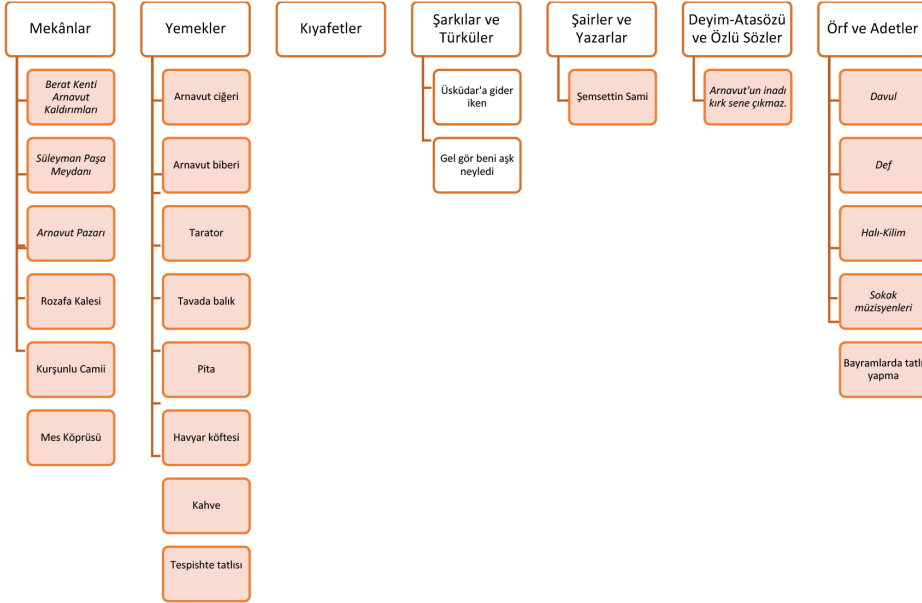 Mekânlar
Berat Kenti
Arnavut
Kaldırımları
Süleyman Paşa
Meydanı
Arnavut Pazarı
Rozafa Kalesi
Kurşunlu Camii
Mes Köprüsü
Yemekler
Arnavut ciğeri
Arnavut biberi
Tarator
Tavada balık
Pita
Havyar köftesi
Kahve
Tespishte tatlısı
Kıyafetler
Şarkılar ve
Türküler
Üsküdar'a gider
iken
Gel gör beni aşk
neyledi
Şairler ve
Yazarlar
Şemsettin Sami
Deyim-Atasözü
ve Özlü Sözler
Arnavut'un inadı
kırk sene çıkmaz.
Örf ve Adetler
Davul
Def
Halı-Kilim
Sokak
müzisyenleri
Bayramlarda tatlı
yapma